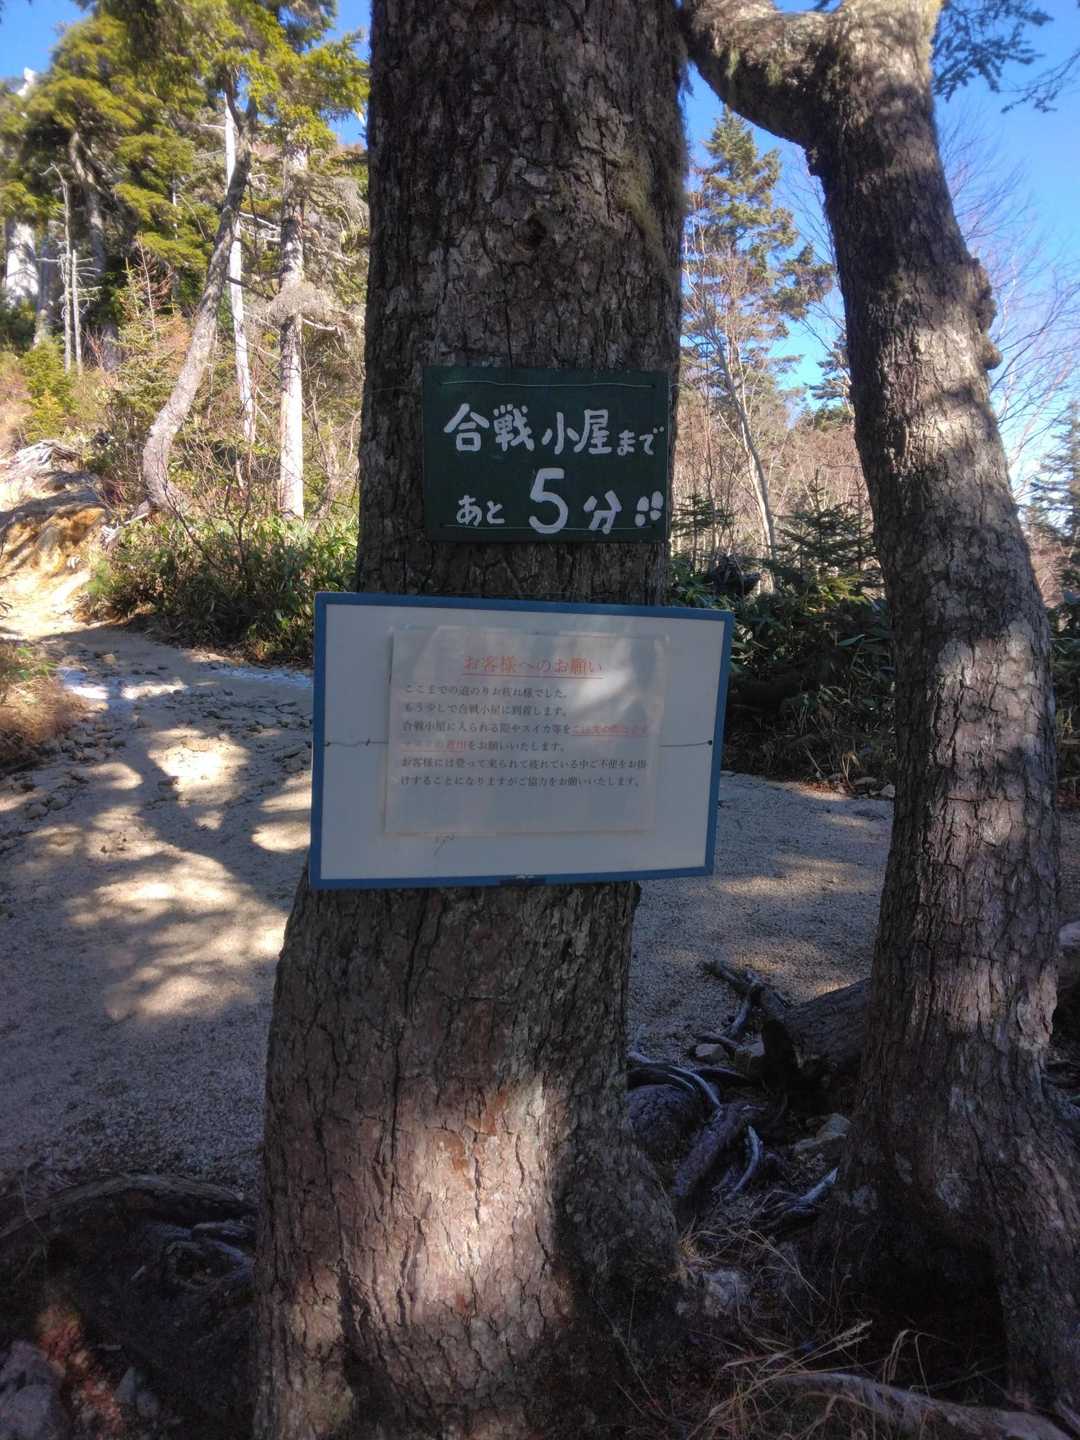 合戦小屋まで
あと 5分!!
お客様へのお願い
ここまでの道のりお疲れ様でした。
もう少しで合戦小屋に到着します。
合戦小屋に入られる際やスイカ等を
の着用をお願いいたします。
お客様には登って来られて疲れている中ご不便をお掛
けすることになりますがご協力をお願いいたします。